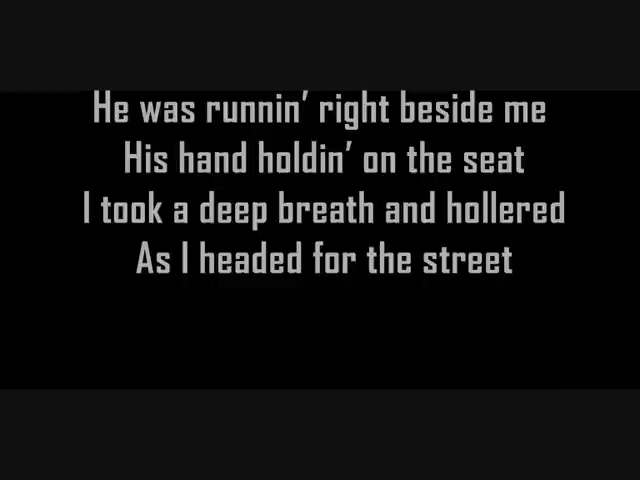 He was runnin’ right beside me
His hand holdin’ on the seat
I took a deep breath and hollered
As I headed for the street